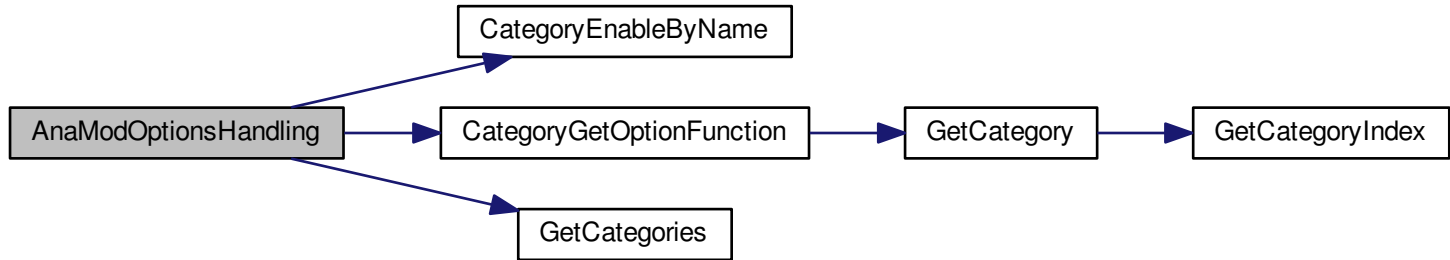 CategoryEnableByName
AnaModOptionsHandling
CategoryGetOptionFunction
GetCategory
GetCategoryIndex
GetCategories